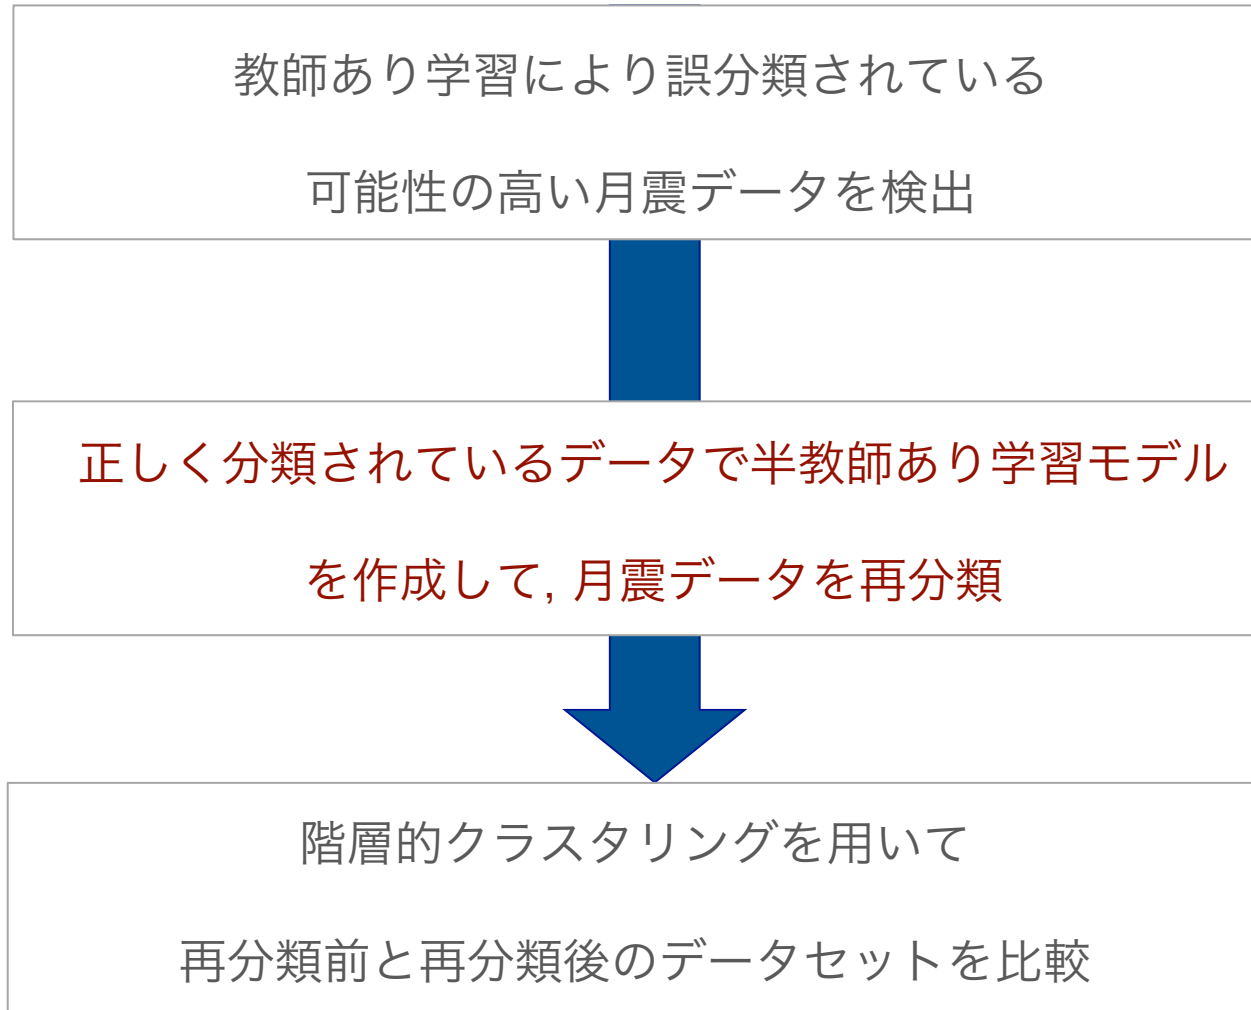 教師あり学習により誤分類されている
可能性の高い月震データを検出
正しく分類されているデータで半教師あり学習モデル
を作成して, 月震データを再分類
階層的クラスタリングを用いて
再分類前と再分類後のデータセットを比較